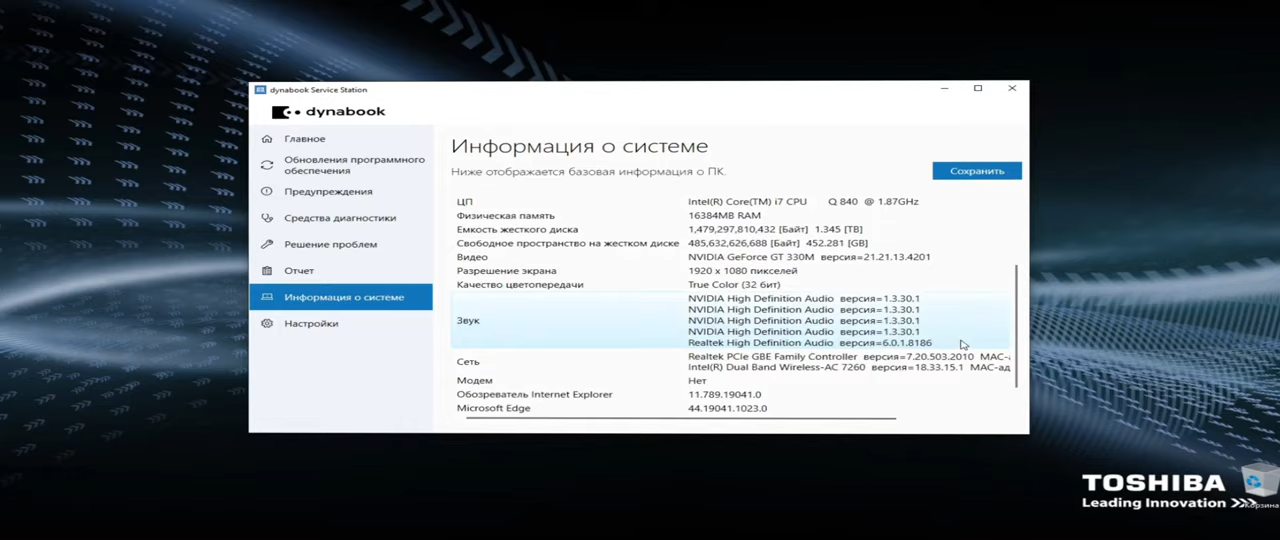 dynabook Service Station
dynabook
Главное
Обновления программного
обеспечения
Предупреждения
Средства диагностики
Решение проблем
Отчет
Информация о системе
Настройки
Информация о системе
Ниже отображается базовая информация о ПК.
Сохранить
ЦП Intel(R) Core(TM) i7 CPU Q 840 @ 1.87GHz
Физическая память 16384MB RAM
Емкость жесткого диска 1,479,297,810,432 [Байт] 1.345 [TB]
Свободное пространство на жестком диске 485,632,626,688 [Байт] 452.281 [GB]
Видео NVIDIA GeForce GT 330M версия=21.21.13.4201
Разрешение экрана 1920 x 1080 пикселей
Качество цветопередачи True Color (32 бит)
Звук
NVIDIA High Definition Audio версия=1.3.30.1
NVIDIA High Definition Audio версия=1.3.30.1
NVIDIA High Definition Audio версия=1.3.30.1
NVIDIA High Definition Audio версия=1.3.30.1
Realtek High Definition Audio версия=6.0.1.8186
Сеть
Realtek PCIe GBE Family Controller версия=7.20.503.2010 MAC-
Intel(R) Dual Band Wireless-AC 7260 версия=18.33.15.1 MAC-ад
Модем Нет
Обозреватель Internet Explorer 11.789.19041.0
Microsoft Edge 44.19041.1023.0
TOSHIBA
Leading Innovation >>>
Корзина